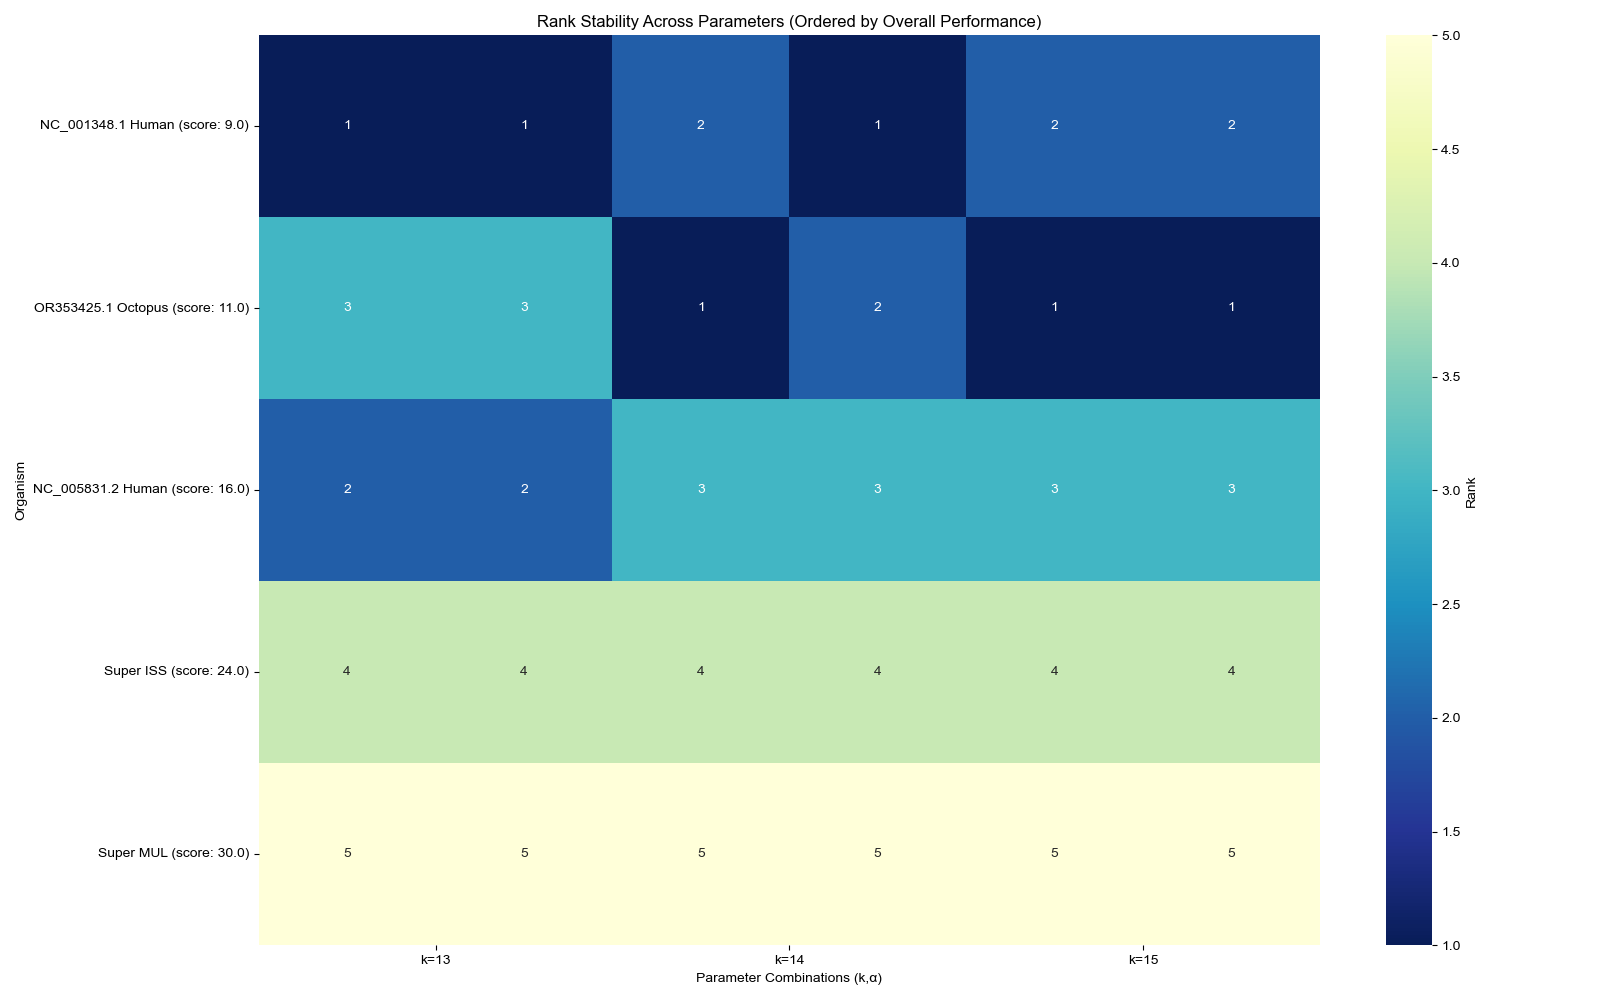 Rank Stability Across Parameters (Ordered by Overall Performance)
NC_001348.1 Human (score: 9.0) 1 1 2 1 2 2
OR353425.1 Octopus (score: 11.0) 3 3 1 2 1 1
NC_005831.2 Human (score: 16.0) 2 2 3 3 3 3
Super ISS (score: 24.0) 4 4 4 4 4 4
Super MUL (score: 30.0) 5 5 5 5 5 5
Organism
k=13 k=14 k=15
Parameter Combinations (k,α)
5.0
4.5
4.0
3.5
3.0
2.5
2.0
1.5
1.0
Rank